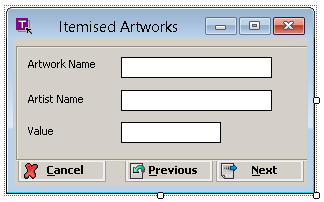 Itemised Artworks
Artwork Name
Artist Name
Value
Cancel Previous Next